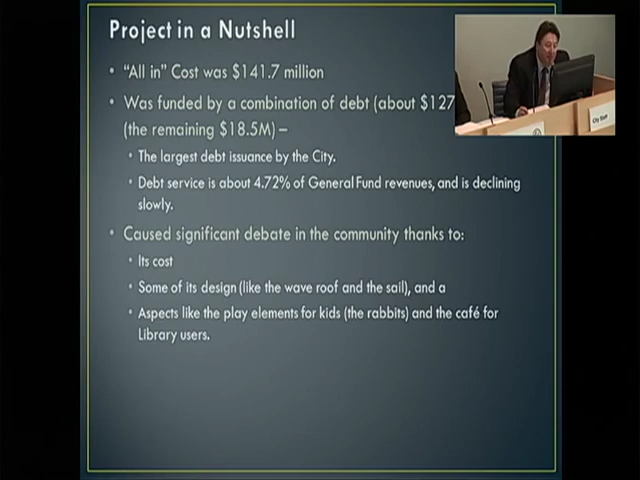 Project in a Nutshell
• "All in" Cost was $141.7 million
• Was funded by a combination of debt (about $127
(the remaining $18.5M) –
• The largest debt issuance by the City.
• Debt service is about 4.72% of General Fund revenues, and is declining
slowly.
• Caused significant debate in the community thanks to:
• Its cost
• Some of its design (like the wave roof and the sail), and a
• Aspects like the play elements for kids (the rabbits) and the café for
Library users.
City Staff